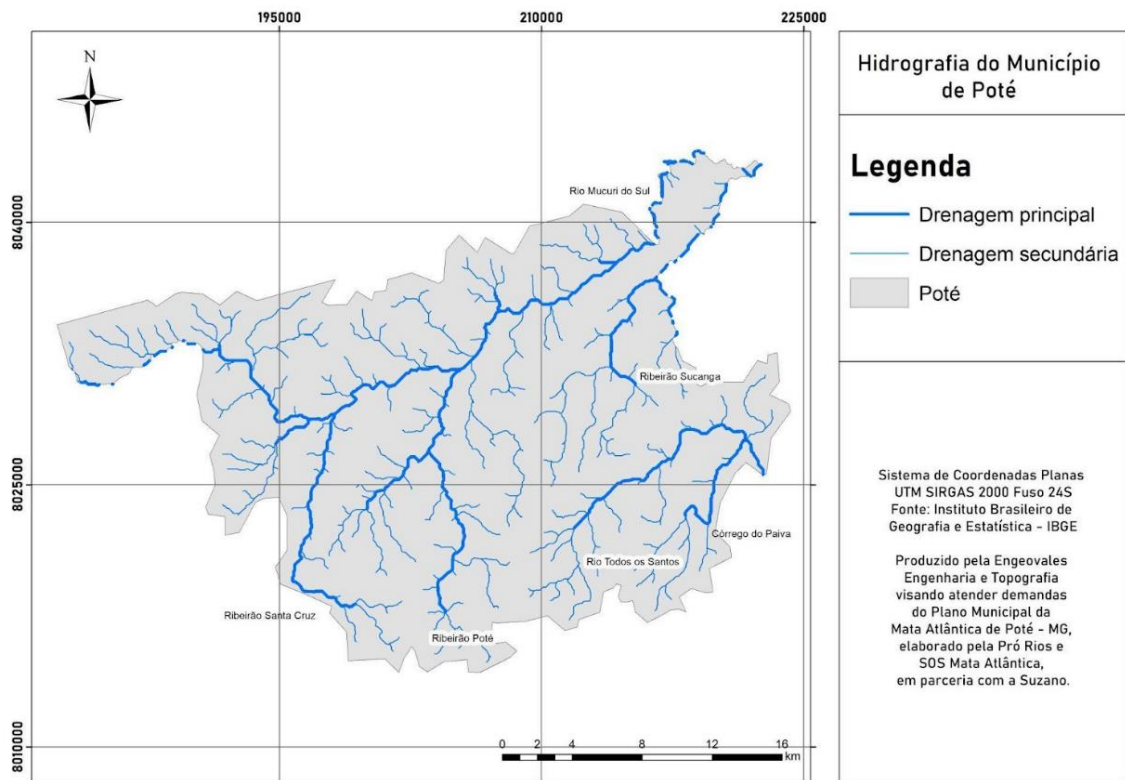 195000
210000
225000
N
8040000
8025000
8010000
Rio Mucuri do Sul
Ribeirão Sucanga
Córrego do Paiva
Rio Todos os Santos
Ribeirão Santa Cruz
Ribeirão Poté
0 2 4 8 12 16
km
Hidrografia do Município
de Poté
Legenda
Drenagem principal
Drenagem secundária
Poté
Sistema de Coordenadas Planas
UTM SIRGAS 2000 Fuso 24S
Fonte: Instituto Brasileiro de
Geografia e Estatística - IBGE
Produzido pela Engeovales
Engenharia e Topografia
visando atender demandas
do Plano Municipal da
Mata Atlântica de Poté - MG,
elaborado pela Pró Rios e
SOS Mata Atlântica,
em parceria com a Suzano.